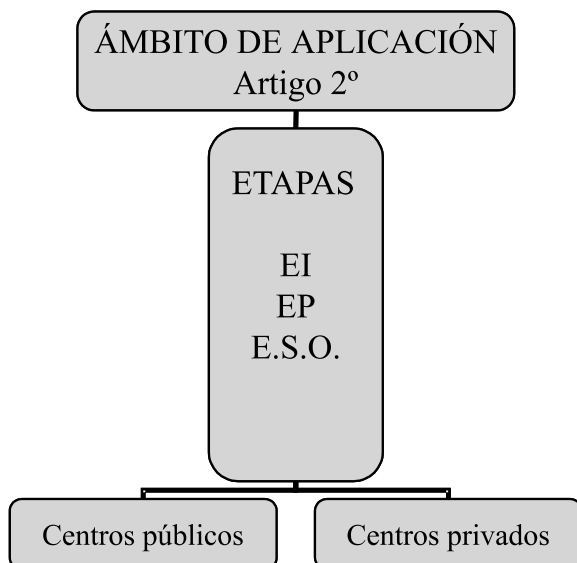 ÁMBITO DE APLICACIÓN
Artigo 2º
ETAPAS
EI
EP
E.S.O.
Centros públicos
Centros privados